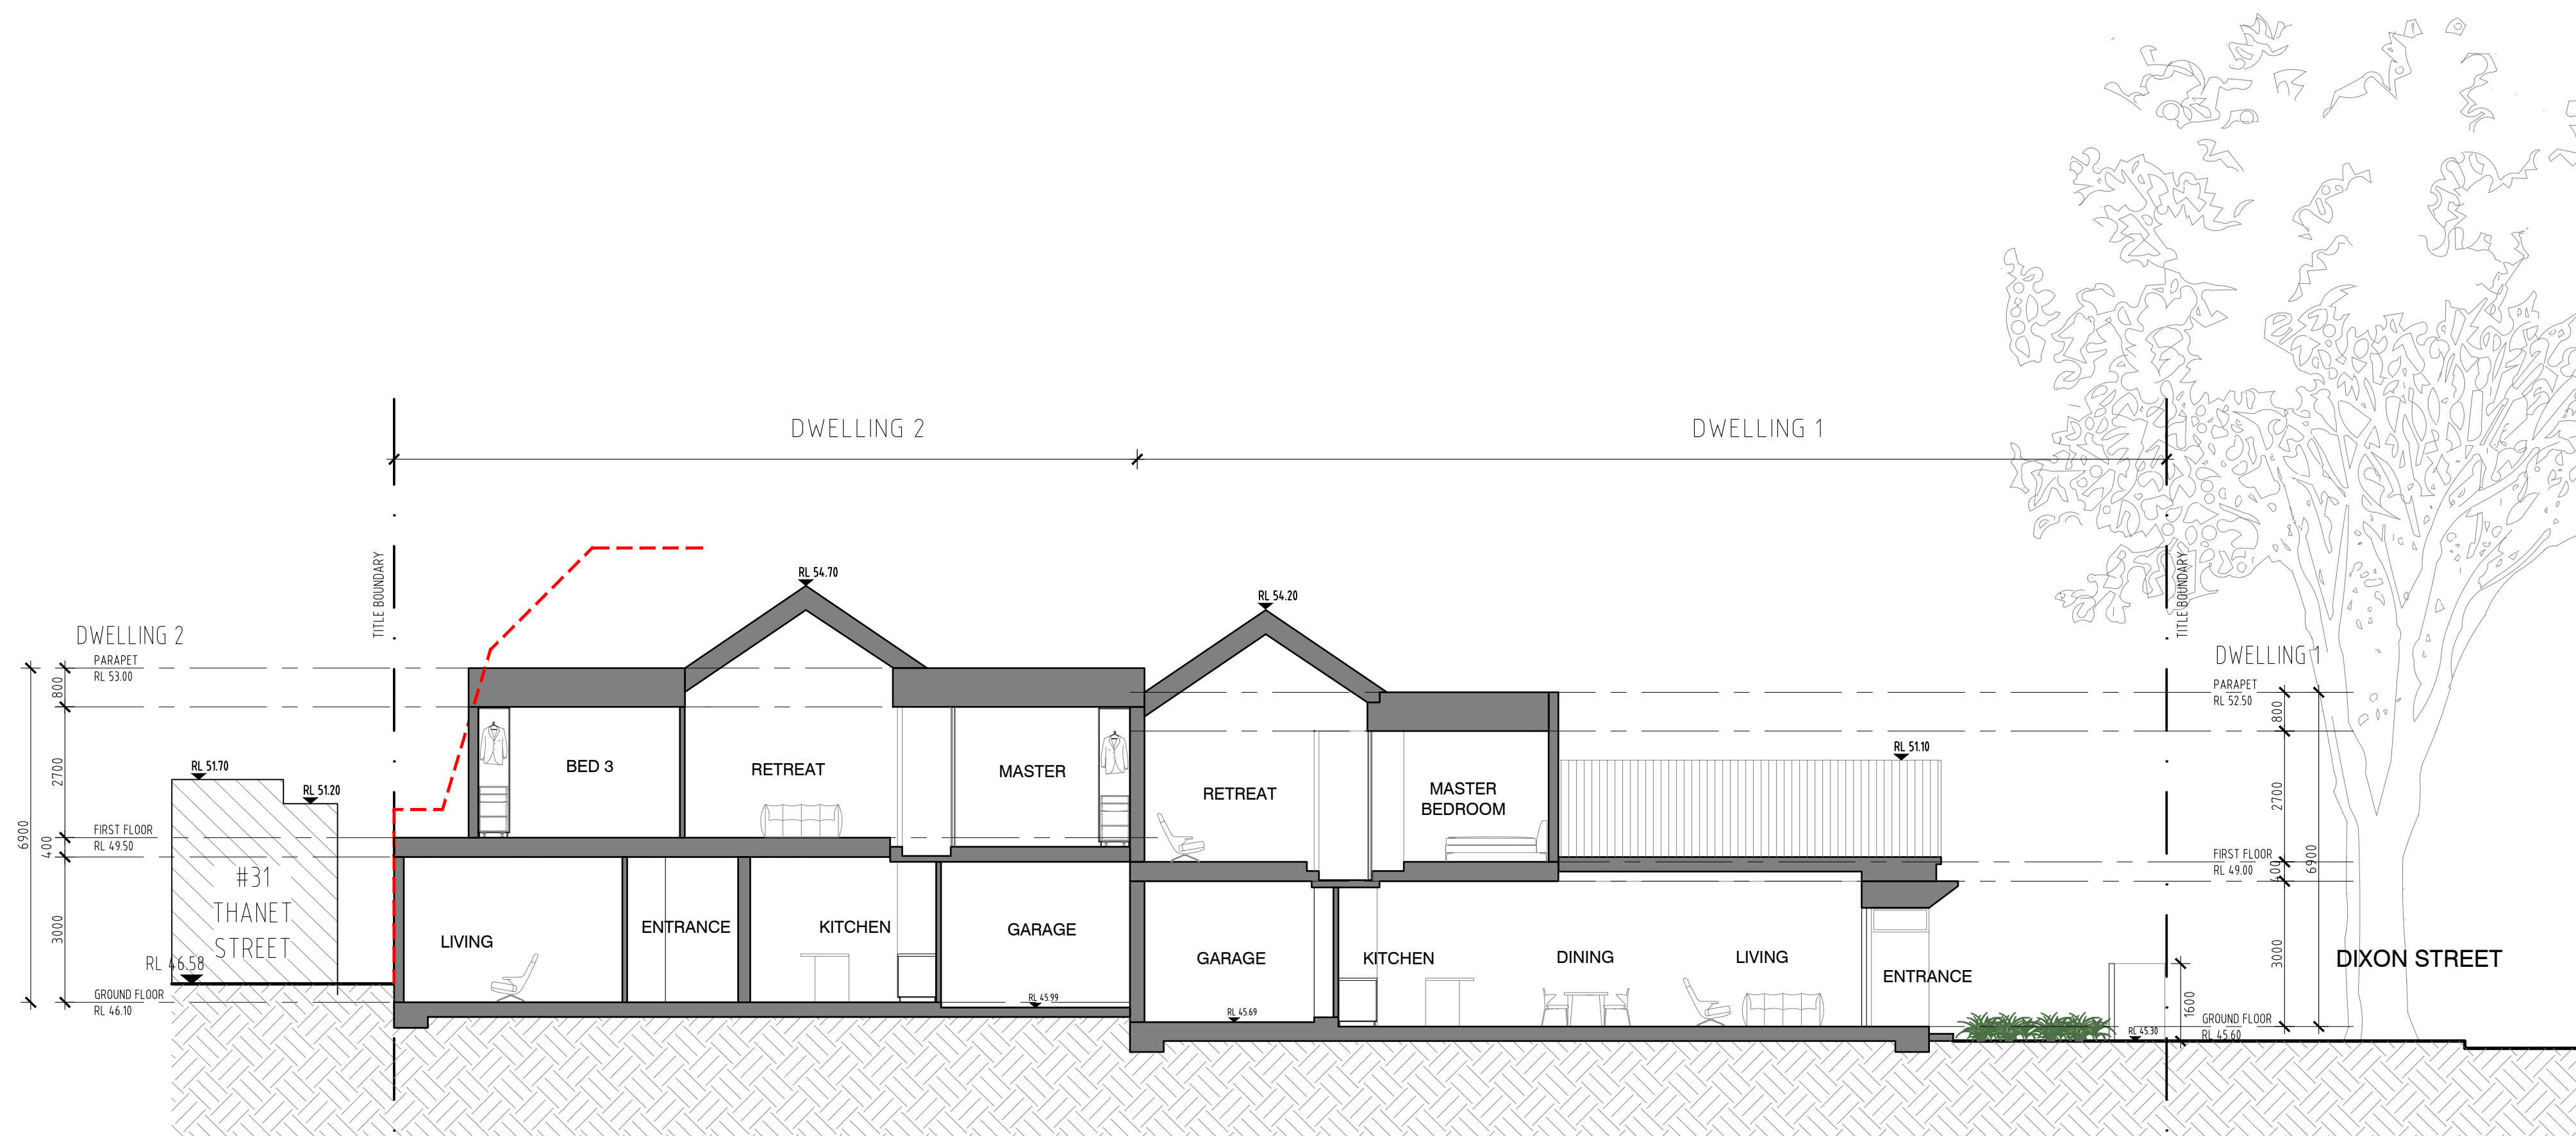 DWELLING 2
DWELLING 1
TITLE BOUNDARY
TITLE BOUNDARY
RL 54.70
RL 54.20
DWELLING 2
PARAPET
RL 53.00
800
2700
6900
400
3000
FIRST FLOOR
RL 49.50
GROUND FLOOR
RL 46.10
RL 51.70
RL 51.20
#31
THANET
STREET
RL 46.58
BED 3
RETREAT
MASTER
RETREAT
MASTER
BEDROOM
RL 51.10
LIVING
ENTRANCE
KITCHEN
GARAGE
RL 45.99
GARAGE
RL 45.69
KITCHEN
DINING
LIVING
ENTRANCE
DWELLING 1
PARAPET
RL 52.50
800
2700
6900
400
3000
FIRST FLOOR
RL 49.00
1600
GROUND FLOOR
RL 45.60
RL 45.30
DIXON STREET